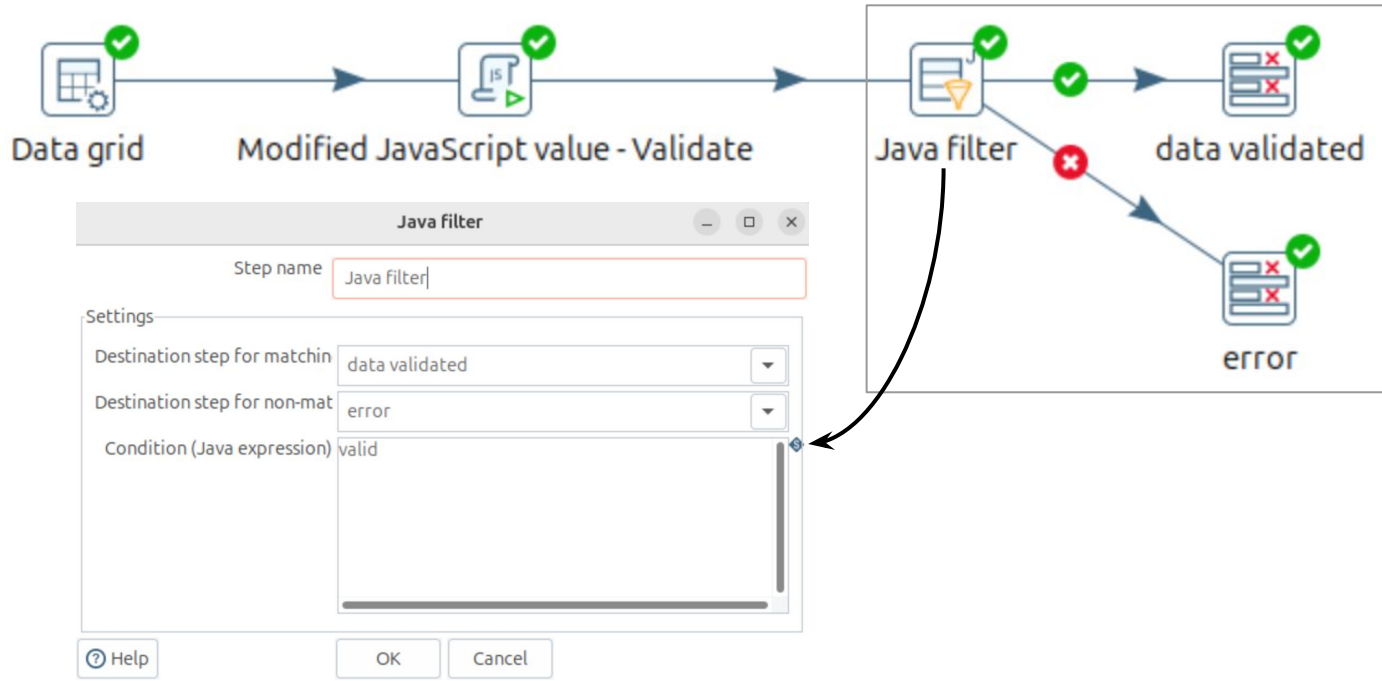 Data grid
Modified JavaScript value - Validate
Java filter
data validated
error
Java filter
Step name
Java filter
Settings
Destination step for matchin
data validated
Destination step for non-mat
error
Condition (Java expression)
valid
Help
OK
Cancel